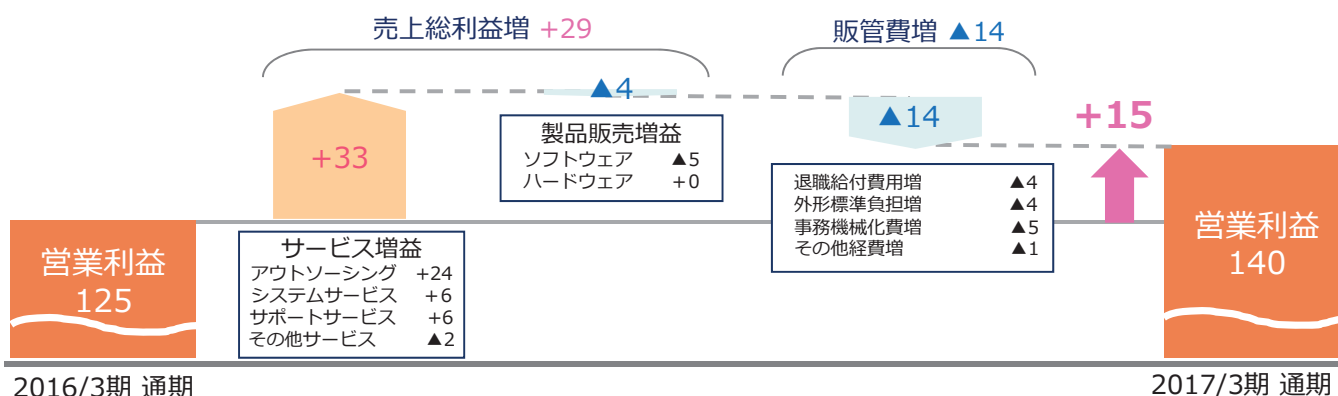 売上総利益増 +29
販管費増 ▲14
▲4
▲14
+15
+33
製品販売増益
ソフトウェア ▲5
ハードウェア +0
退職給付費用増 ▲4
外形標準負担増 ▲4
事務機械化費増 ▲5
その他経費増 ▲1
営業利益
125
サービス増益
アウトソーシング +24
システムサービス +6
サポートサービス +6
その他サービス ▲2
営業利益
140
2016/3期 通期
2017/3期 通期